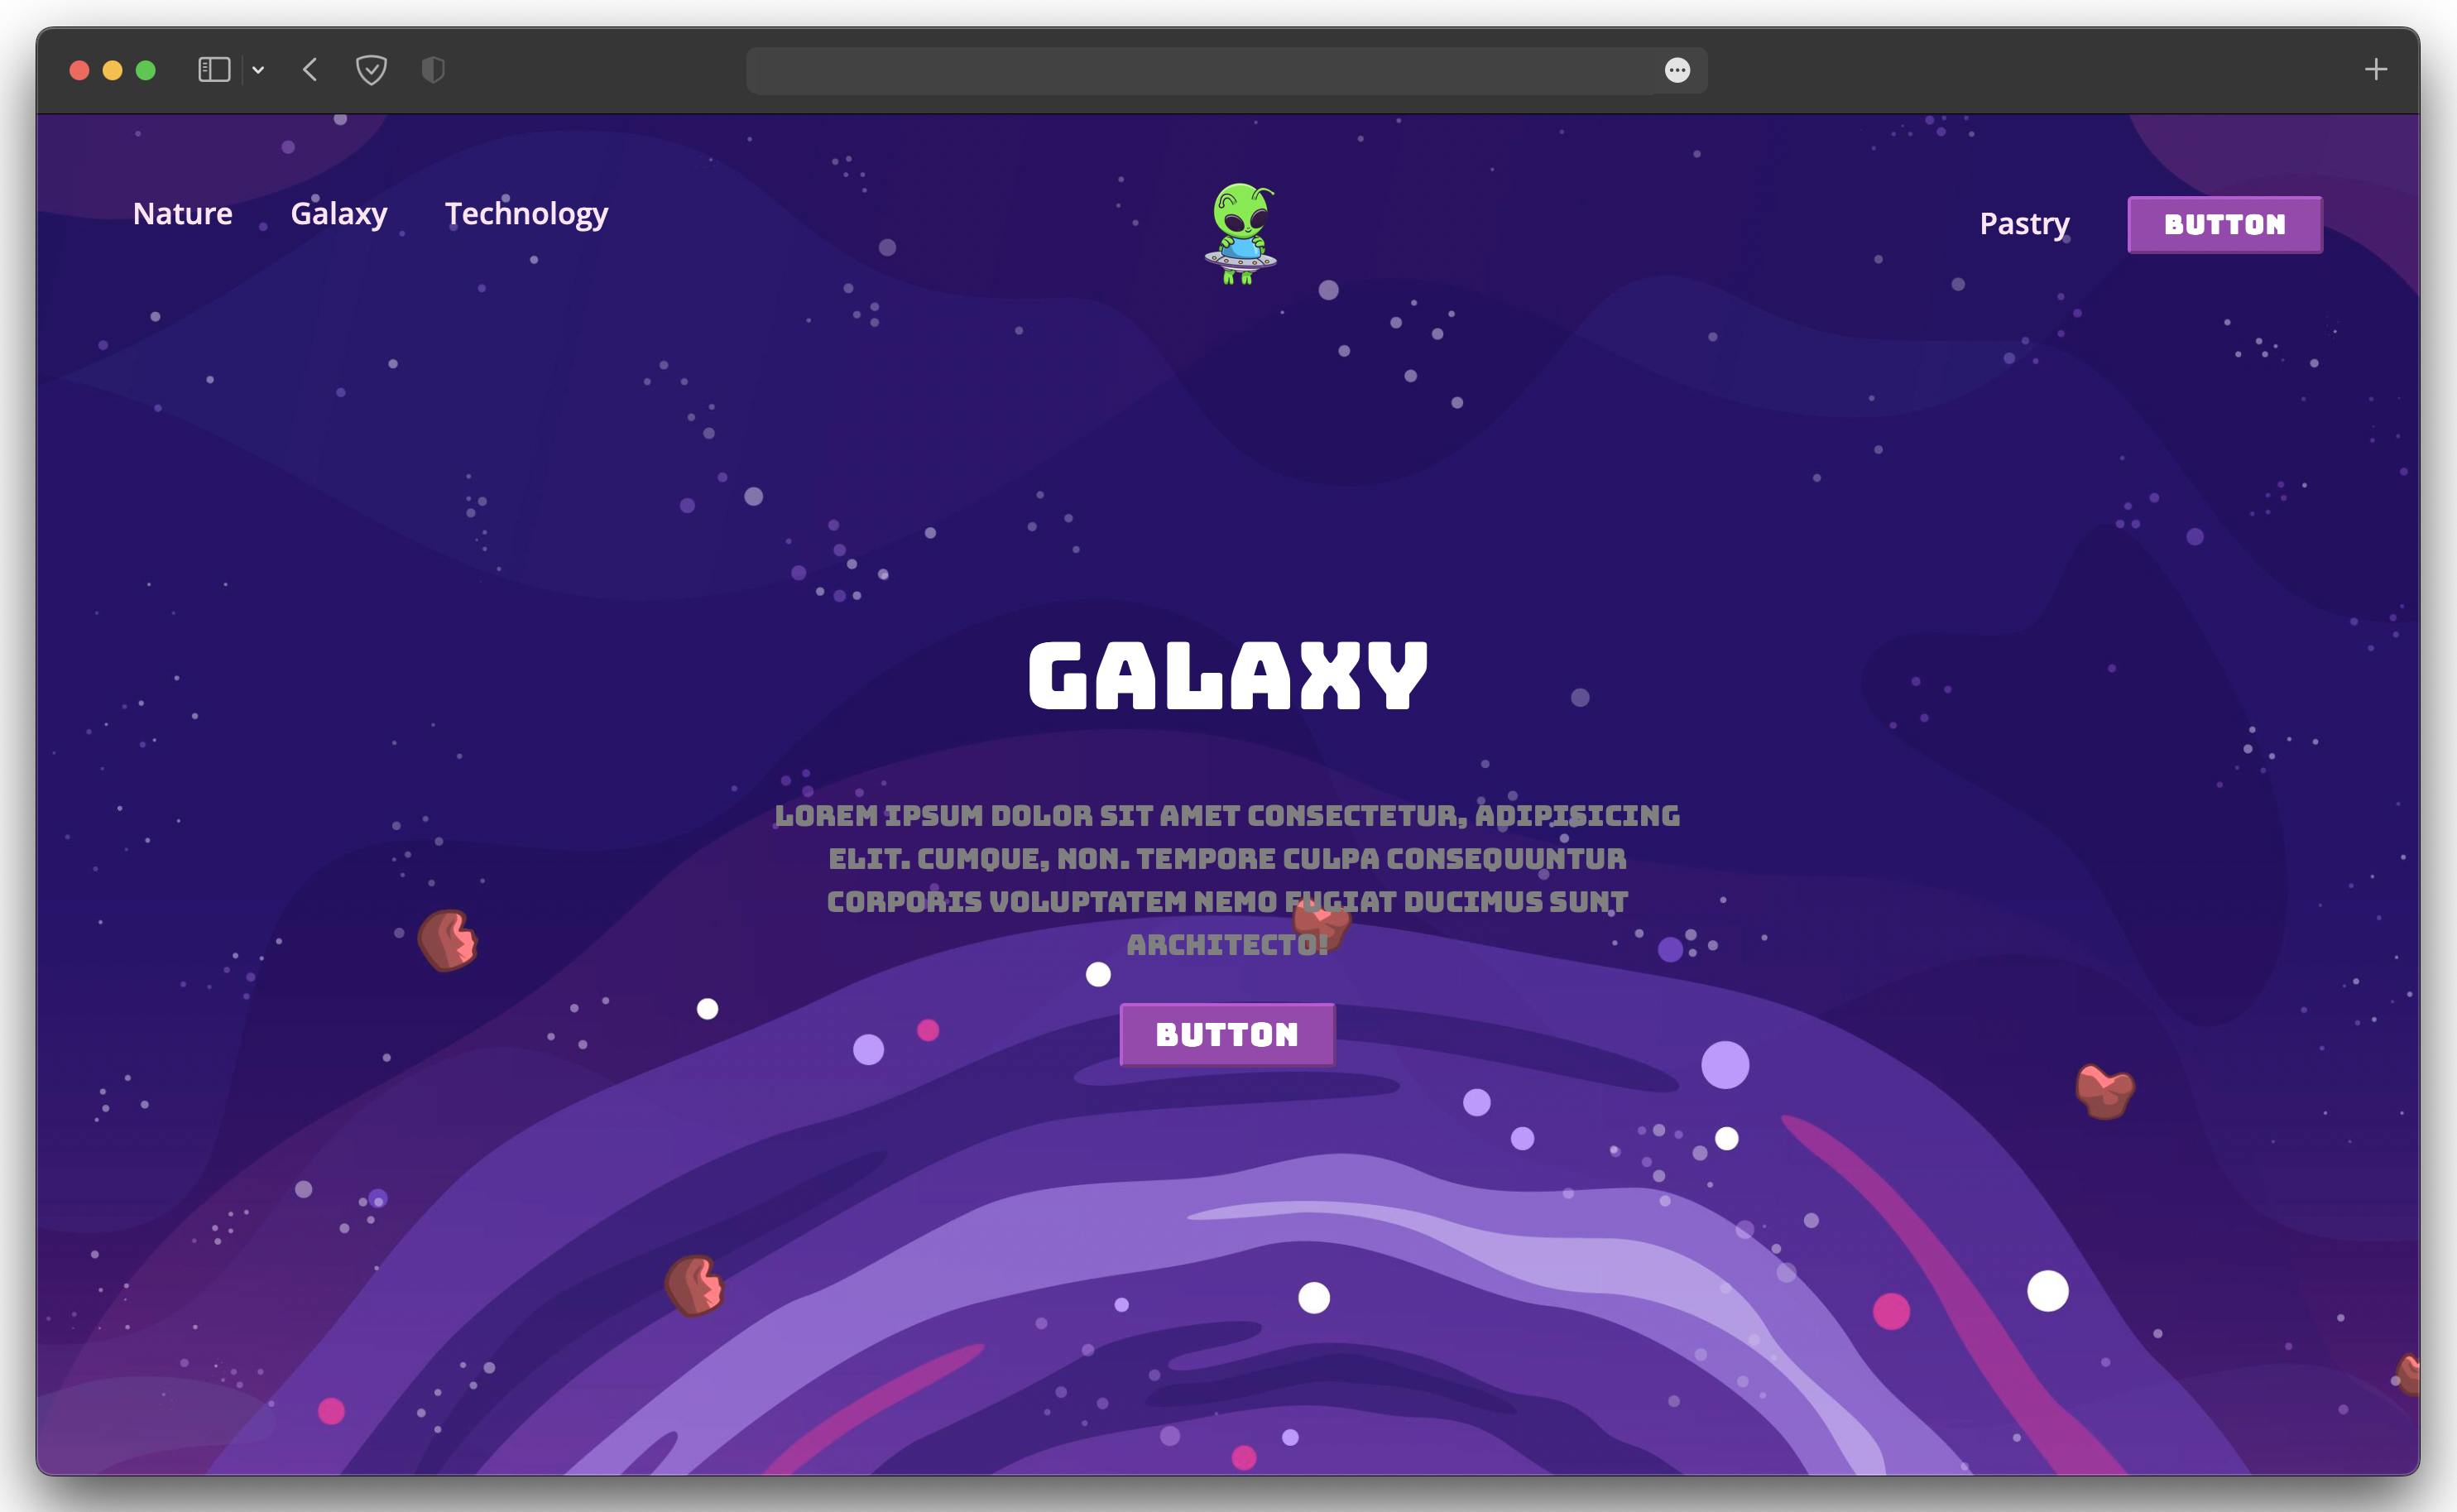 Nature Galaxy Technology Pastry BUTTON
GALAXY
LOREM IPSUM DOLOR SIT AMET CONSECTETUR, ADIPISICING
ELIT. CUMQUE, NON. TEMPORE CULPA CONSEQUUNTUR
CORPORIS VOLUPTATEM NEMO FUGIAT DUCIMUS SUNT
ARCHITECTO!
BUTTON